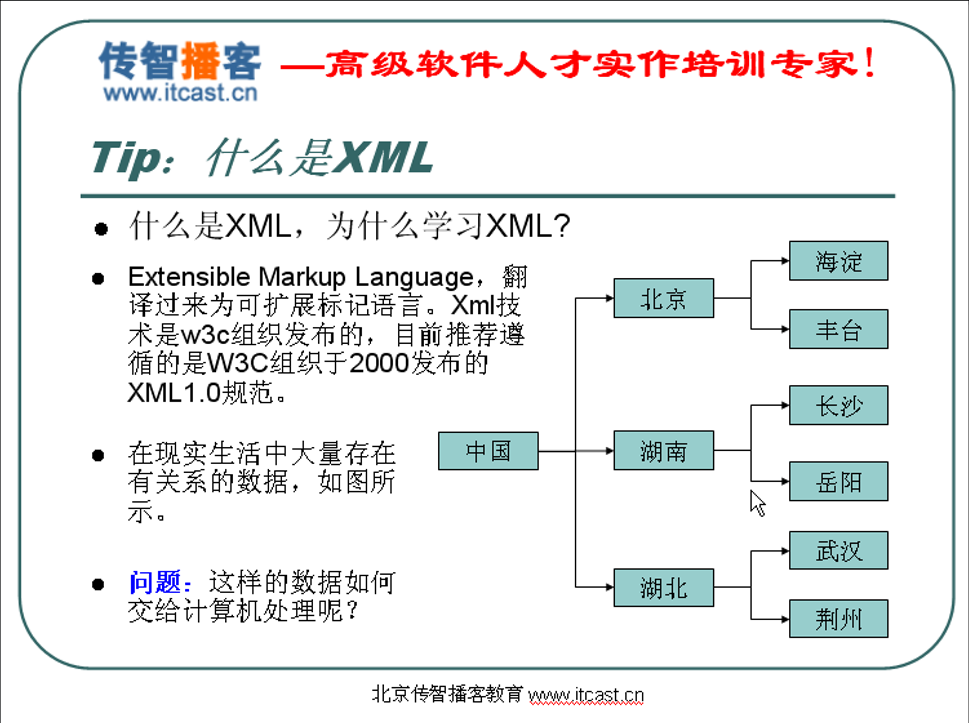 传智播客 —高级软件人才实作培训专家!
www.itcast.cn
Tip：什么是XML
什么是XML，为什么学习XML?
Extensible Markup Language，翻
译过来为可扩展标记语言。Xml技
术是w3c组织发布的，目前推荐遵
循的是W3C组织于2000发布的
XML1.0规范。
在现实生活中大量存在
有关系的数据，如图所
示。
问题：这样的数据如何
交给计算机处理呢？
中国
北京
海淀
丰台
湖南
长沙
岳阳
湖北
武汉
荆州
北京传智播客教育 www.itcast.cn